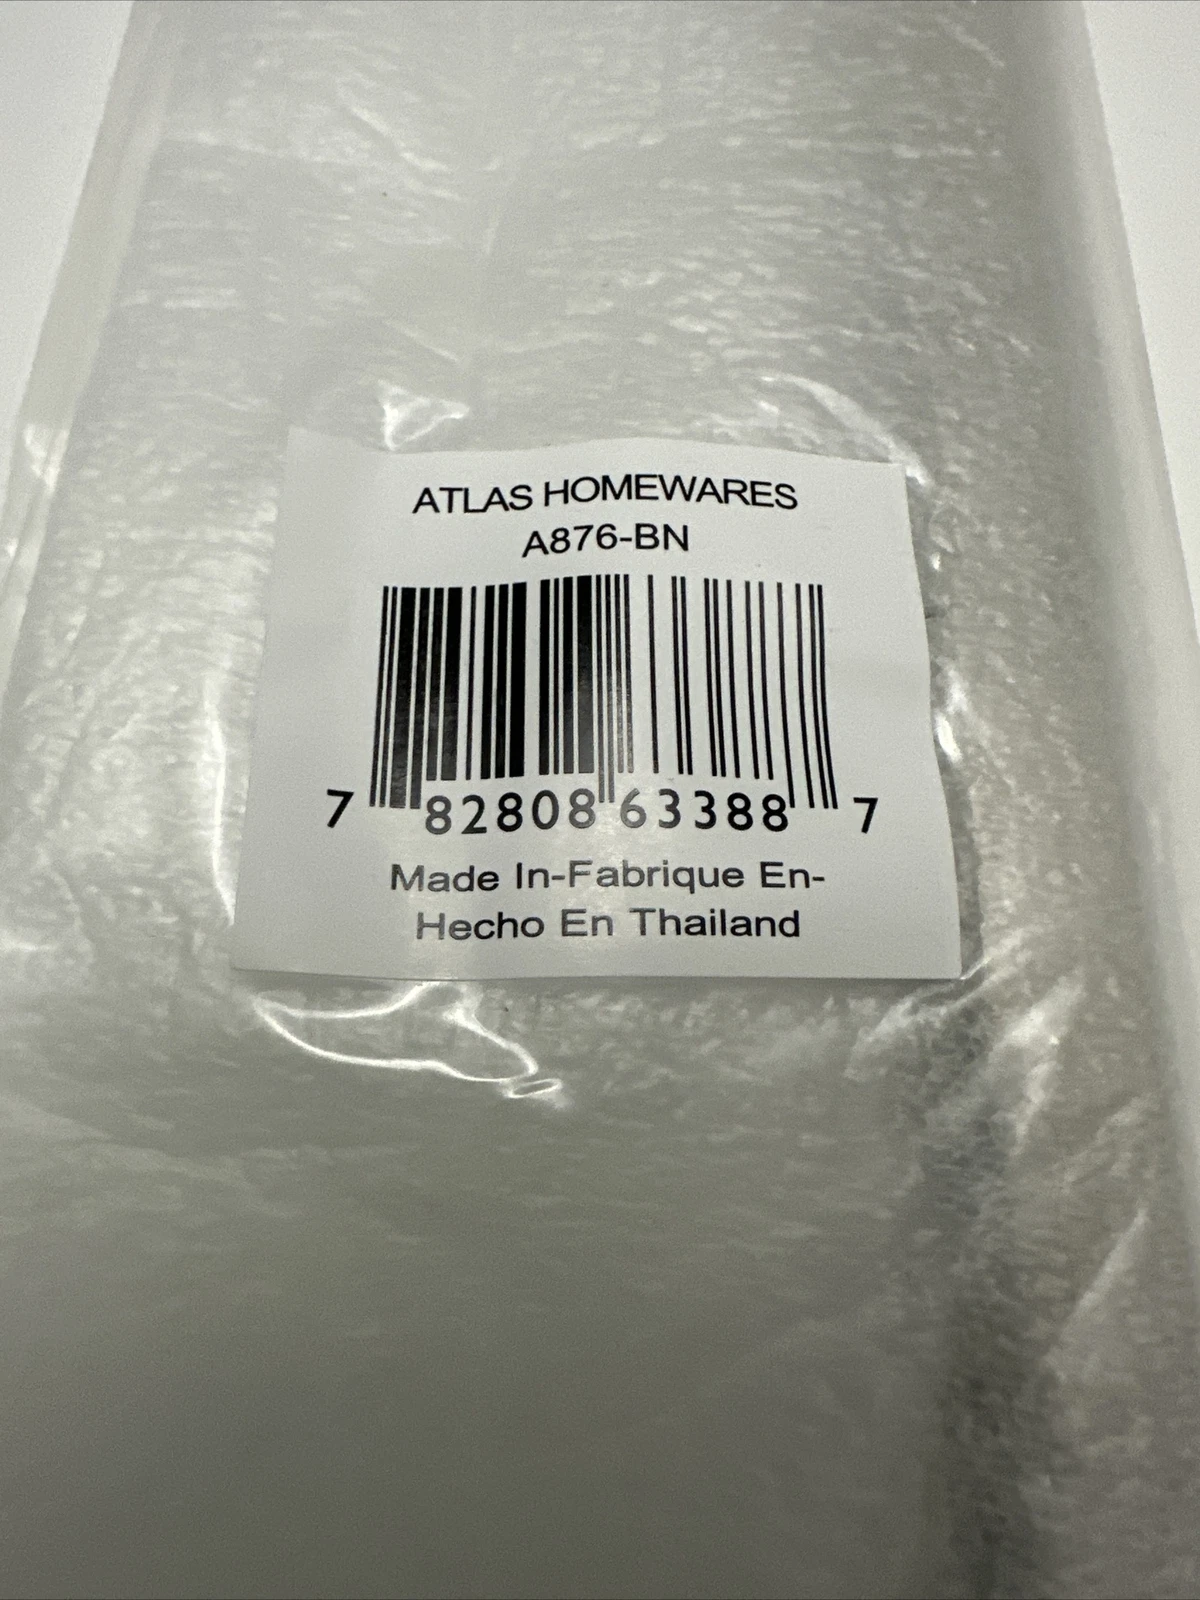 ATLAS HOMEWARES
A876-BN
7 82808 63388 7
Made In-Fabrique En-
Hecho En Thailand